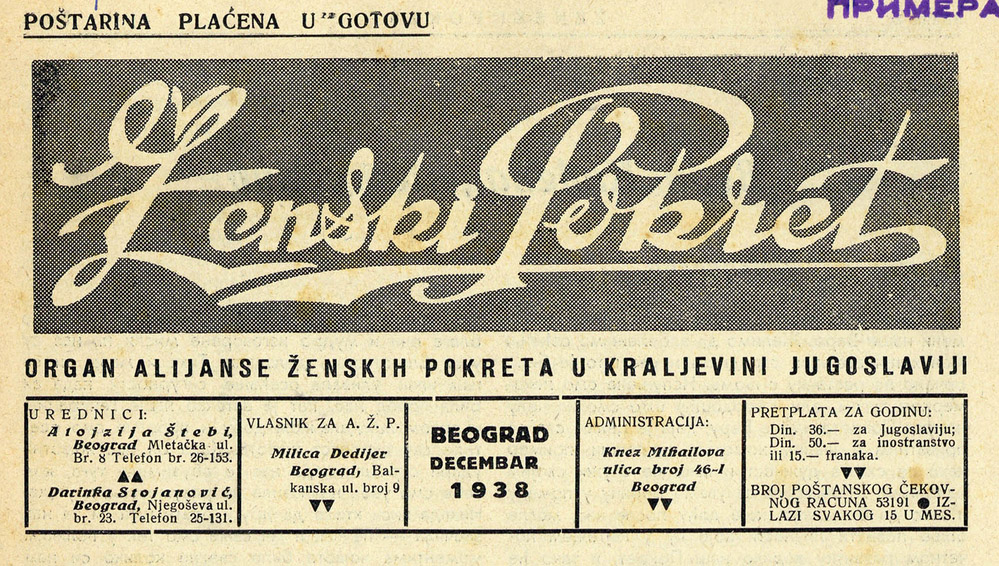 POŠTARINA PLAĆENA U GOTOVU
ПРИМЕРА
Ženski Pokret
ORGAN ALIJANSE ŽENSKIH POKRETA U KRALJEVINI JUGOSLAVIJI
UREDNICI:
Alojzija Štebi,
Beograd Mletačka ul.
Br. 8 Telefon br. 26-153.
Darinka Stojanović,
Beograd, Njegoševa ul.
br. 23. Telefon 25-131.
VLASNIK ZA A. Ž. P.
Milica Dedijer
Beograd, Bal-
kanska ul. broj 9
BEOGRAD
DECEMBAR
1938
ADMINISTRACIJA:
Knez Mihailova
ulica broj 46-I
Beograd
PRETPLATA ZA GODINU:
Din. 36.— za Jugoslaviju;
Din. 50.— za inostranstvo
ili 15.— franaka.
BROJ POŠTANSKOG ČEKOV-
NOG RAČUNA 53191 ● IZ-
LAZI SVAKOG 15 U MES.